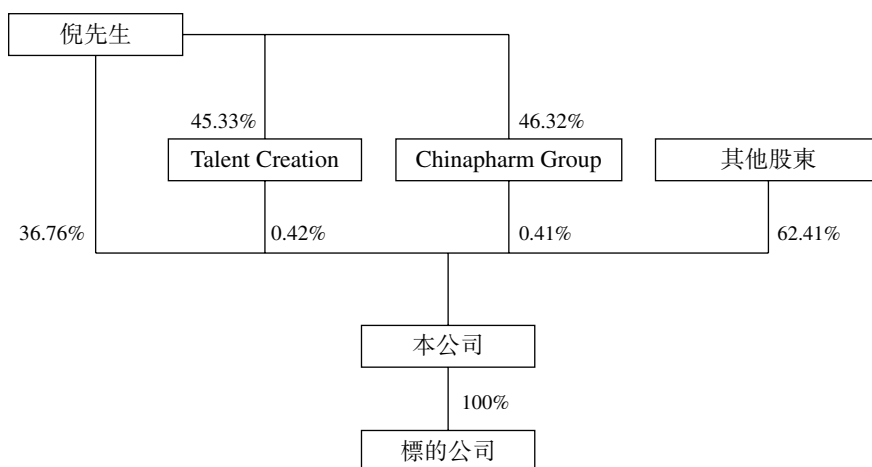 倪先生
45.33%
46.32%
Talent Creation
Chinapharm Group
其他股東
36.76%
0.42%
0.41%
62.41%
本公司
100%
標的公司